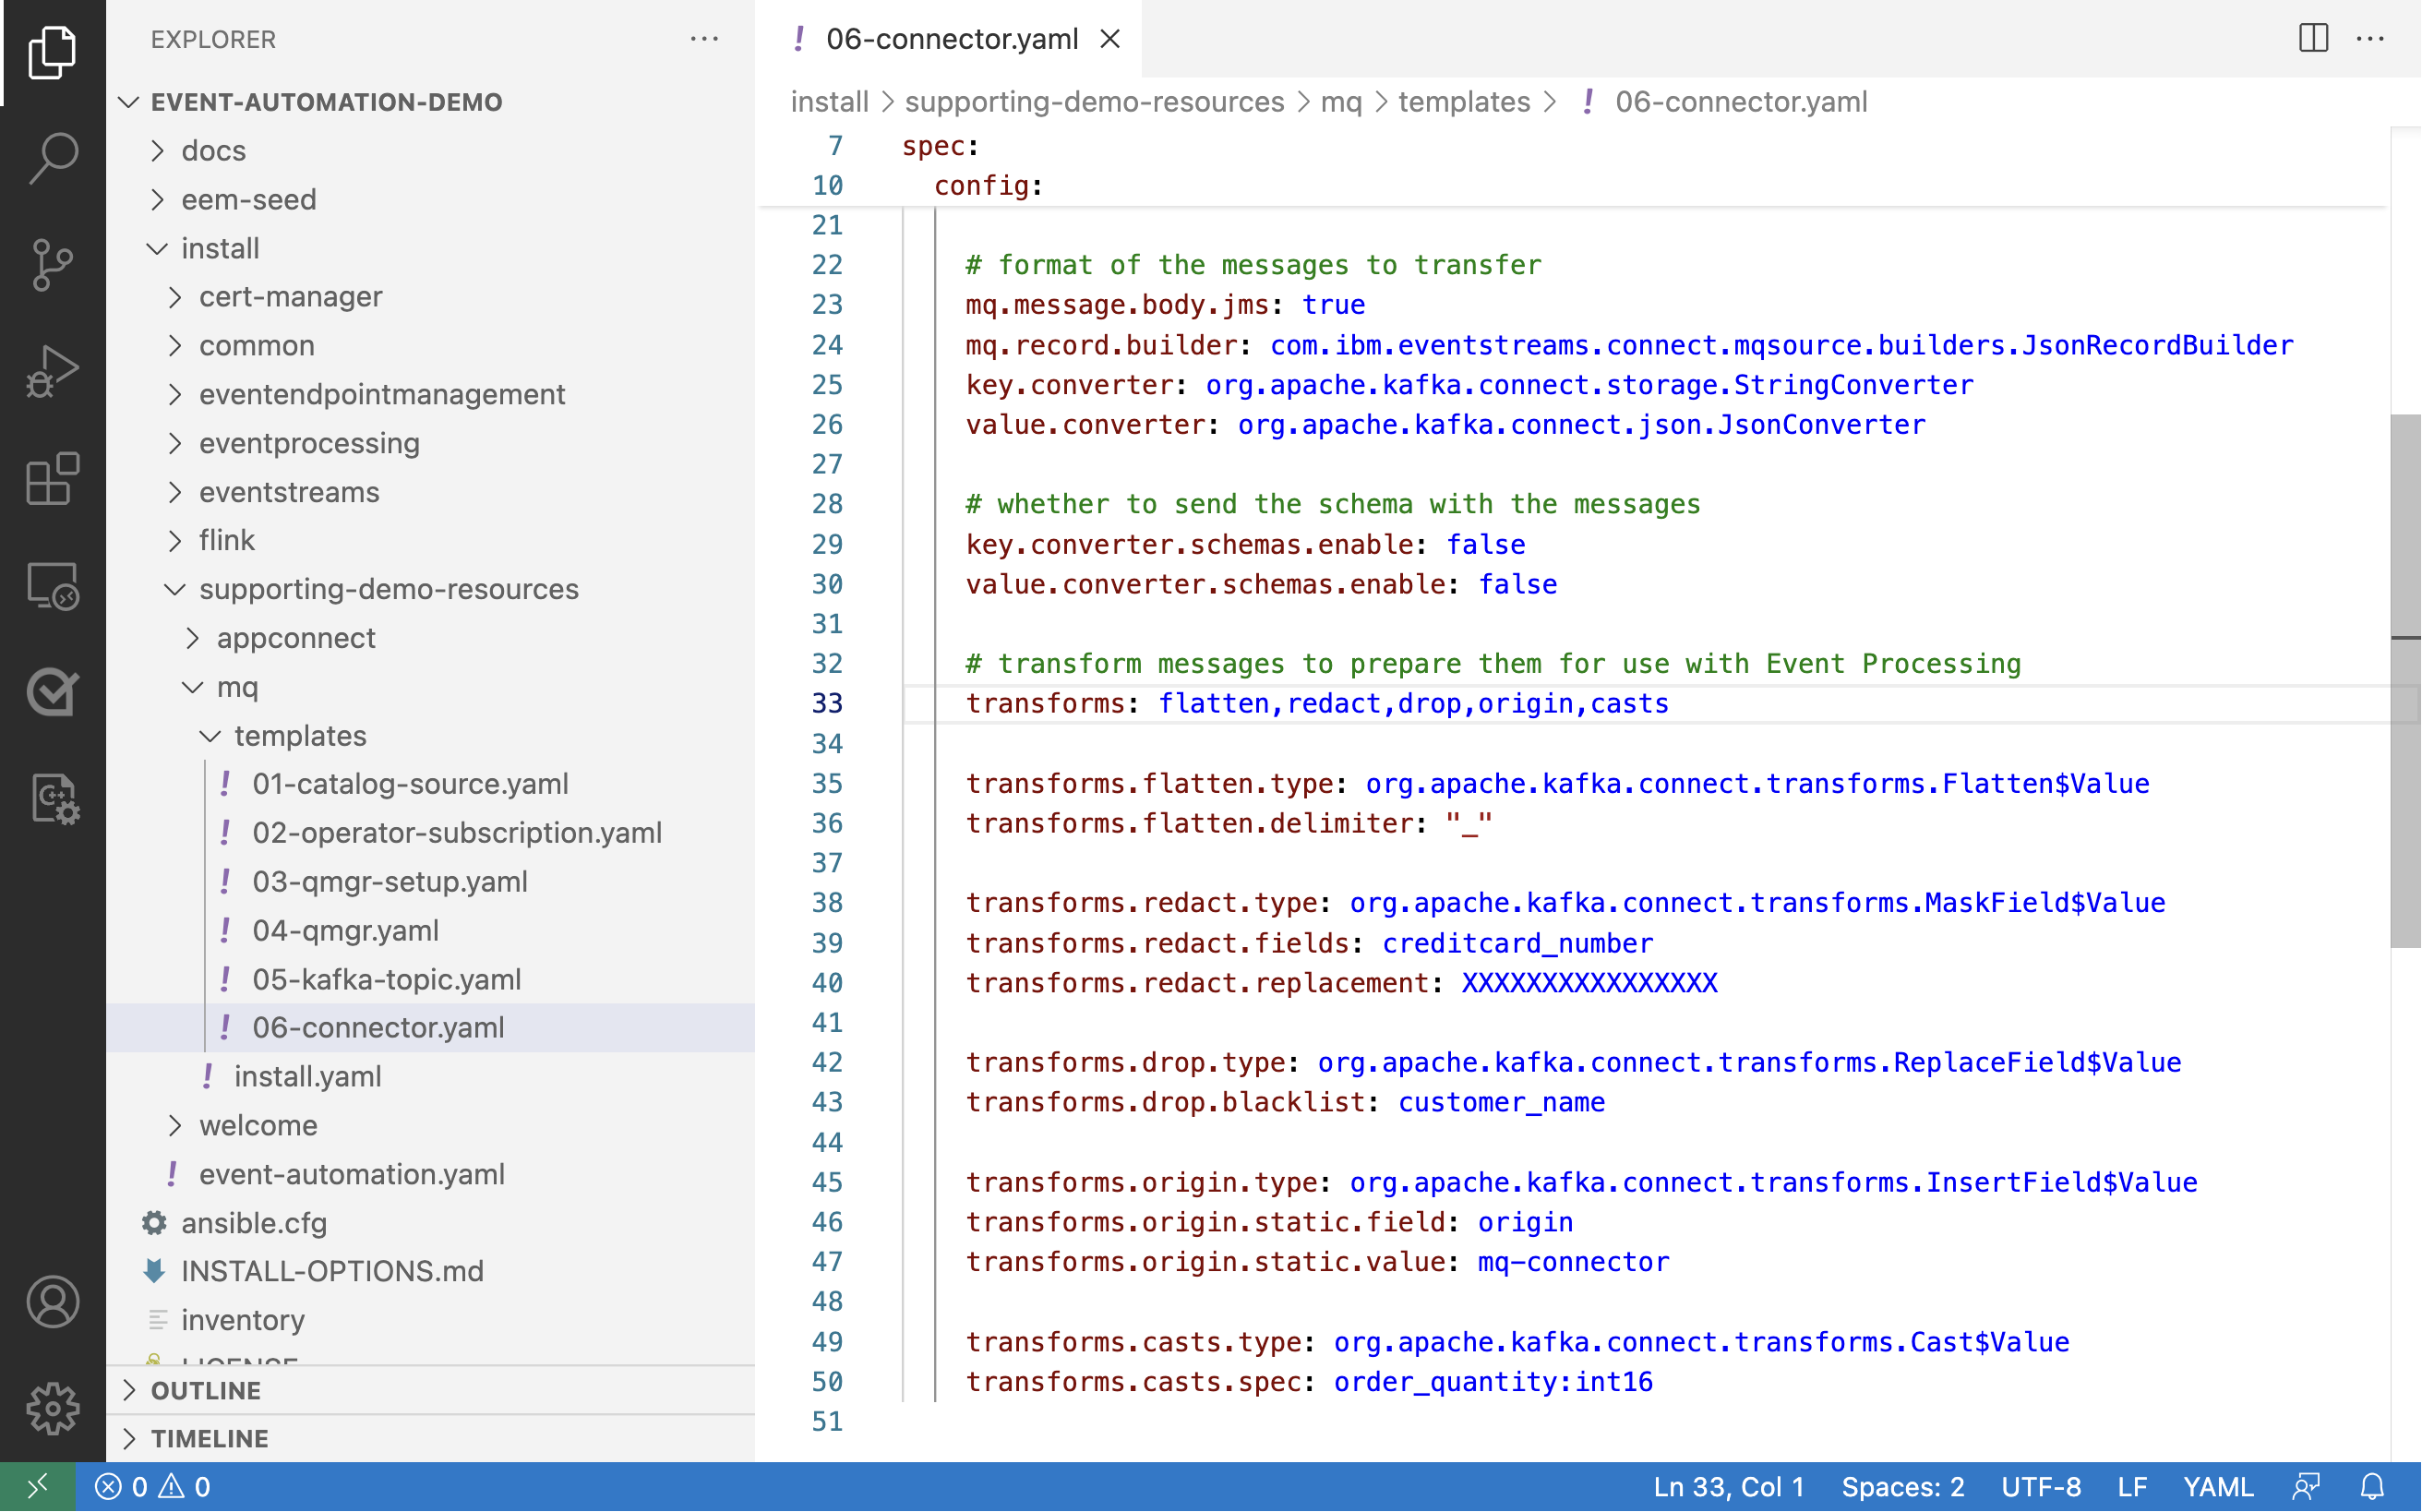 EXPLORER
EVENT-AUTOMATION-DEMO
docs
eem-seed
install
cert-manager
common
eventendpointmanagement
eventprocessing
eventstreams
flink
supporting-demo-resources
appconnect
mq
templates
! 01-catalog-source.yaml
! 02-operator-subscription.yaml
! 03-qmgr-setup.yaml
! 04-qmgr.yaml
! 05-kafka-topic.yaml
! 06-connector.yaml
! install.yaml
welcome
! event-automation.yaml
ansible.cfg
INSTALL-OPTIONS.md
inventory
LICENSE
OUTLINE
TIMELINE
! 06-connector.yaml
install > supporting-demo-resources > mq > templates > ! 06-connector.yaml
7 spec:
10 config:
21
22 # format of the messages to transfer
23 mq.message.body.jms: true
24 mq.record.builder: com.ibm.eventstreams.connect.mqsource.builders.JsonRecordBuilder
25 key.converter: org.apache.kafka.connect.storage.StringConverter
26 value.converter: org.apache.kafka.connect.json.JsonConverter
27
28 # whether to send the schema with the messages
29 key.converter.schemas.enable: false
30 value.converter.schemas.enable: false
31
32 # transform messages to prepare them for use with Event Processing
33 transforms: flatten,redact,drop,origin,casts
34
35 transforms.flatten.type: org.apache.kafka.connect.transforms.Flatten$Value
36 transforms.flatten.delimiter: "_"
37
38 transforms.redact.type: org.apache.kafka.connect.transforms.MaskField$Value
39 transforms.redact.fields: creditcard_number
40 transforms.redact.replacement: XXXXXXXXXXXXXXXX
41
42 transforms.drop.type: org.apache.kafka.connect.transforms.ReplaceField$Value
43 transforms.drop.blacklist: customer_name
44
45 transforms.origin.type: org.apache.kafka.connect.transforms.InsertField$Value
46 transforms.origin.static.field: origin
47 transforms.origin.static.value: mq-connector
48
49 transforms.casts.type: org.apache.kafka.connect.transforms.Cast$Value
50 transforms.casts.spec: order_quantity:int16
51
0 0 Ln 33, Col 1 Spaces: 2 UTF-8 LF YAML